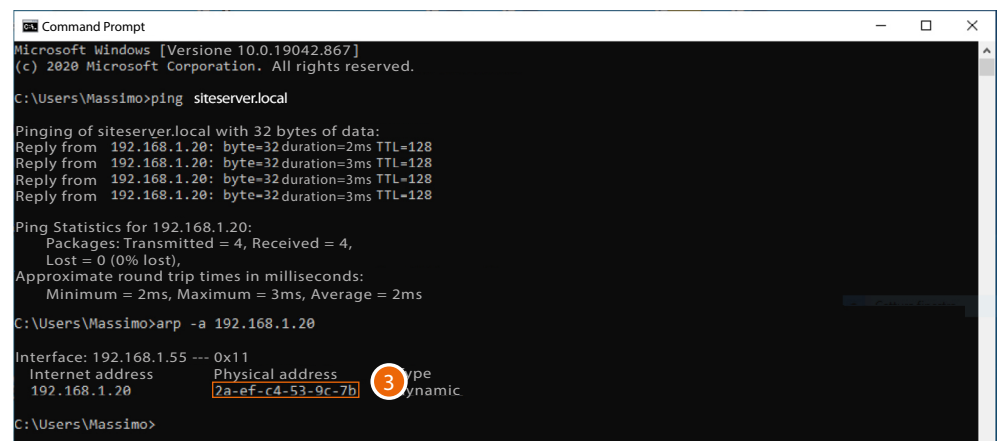 Command Prompt
Microsoft Windows [Versione 10.0.19042.867]
(c) 2020 Microsoft Corporation. All rights reserved.
C:\Users\Massimo>ping siteserver.local
Pinging of siteserver.local with 32 bytes of data:
Reply from 192.168.1.20: byte=32 duration=2ms TTL=128
Reply from 192.168.1.20: byte=32 duration=3ms TTL=128
Reply from 192.168.1.20: byte=32 duration=3ms TTL=128
Reply from 192.168.1.20: byte=32 duration=3ms TTL=128
Ping Statistics for 192.168.1.20:
Packages: Transmitted = 4, Received = 4,
Lost = 0 (0% lost),
Approximate round trip times in milliseconds:
Minimum = 2ms, Maximum = 3ms, Average = 2ms
C:\Users\Massimo>arp -a 192.168.1.20
Interface: 192.168.1.55 --- 0x11
Internet address Physical address ype
192.168.1.20 2a-ef-c4-53-9c-7b 3 ynamic
C:\Users\Massimo>